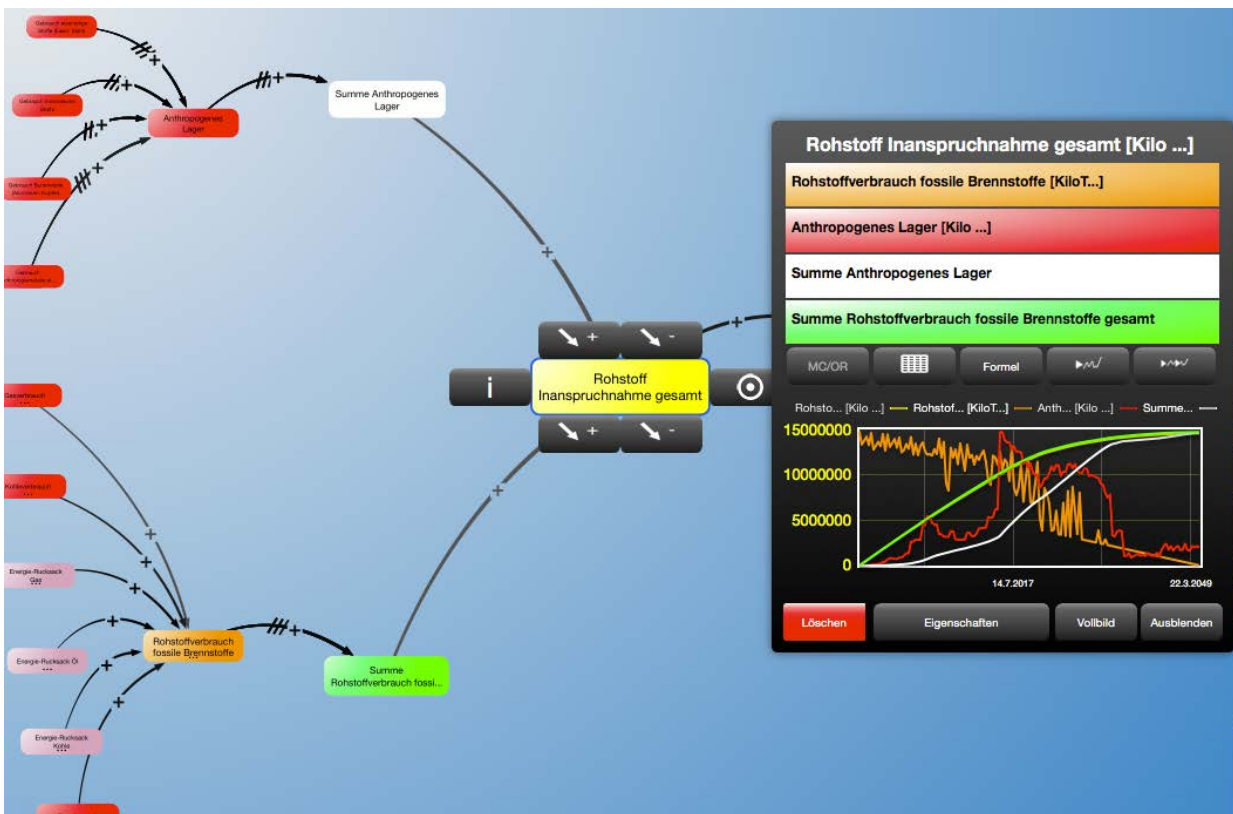 Anthropogenes
Lager
Summe Anthropogenes
Lager
Gasverbrauch
...
Kohleverbrauch
...
Energie-Rucksack
Gas
...
Energie-Rucksack Öl
...
Energie-Rucksack
Kohle
...
Rohstoffverbrauch
fossile Brennstoffe
...
Summe
Rohstoffverbrauch fossi...
+ -
i
Rohstoff
Inanspruchnahme gesamt
+ -
Rohstoff Inanspruchnahme gesamt [Kilo ...]
Rohstoffverbrauch fossile Brennstoffe [KiloT...]
Anthropogenes Lager [Kilo ...]
Summe Anthropogenes Lager
Summe Rohstoffverbrauch fossile Brennstoffe gesamt
MC/OR Formel
Rohsto... [Kilo ...] Rohstof... [KiloT...] Anth... [Kilo ...] Summe...
15000000
10000000
5000000
0
14.7.2017 22.3.2049
Löschen Eigenschaften Vollbild Ausblenden